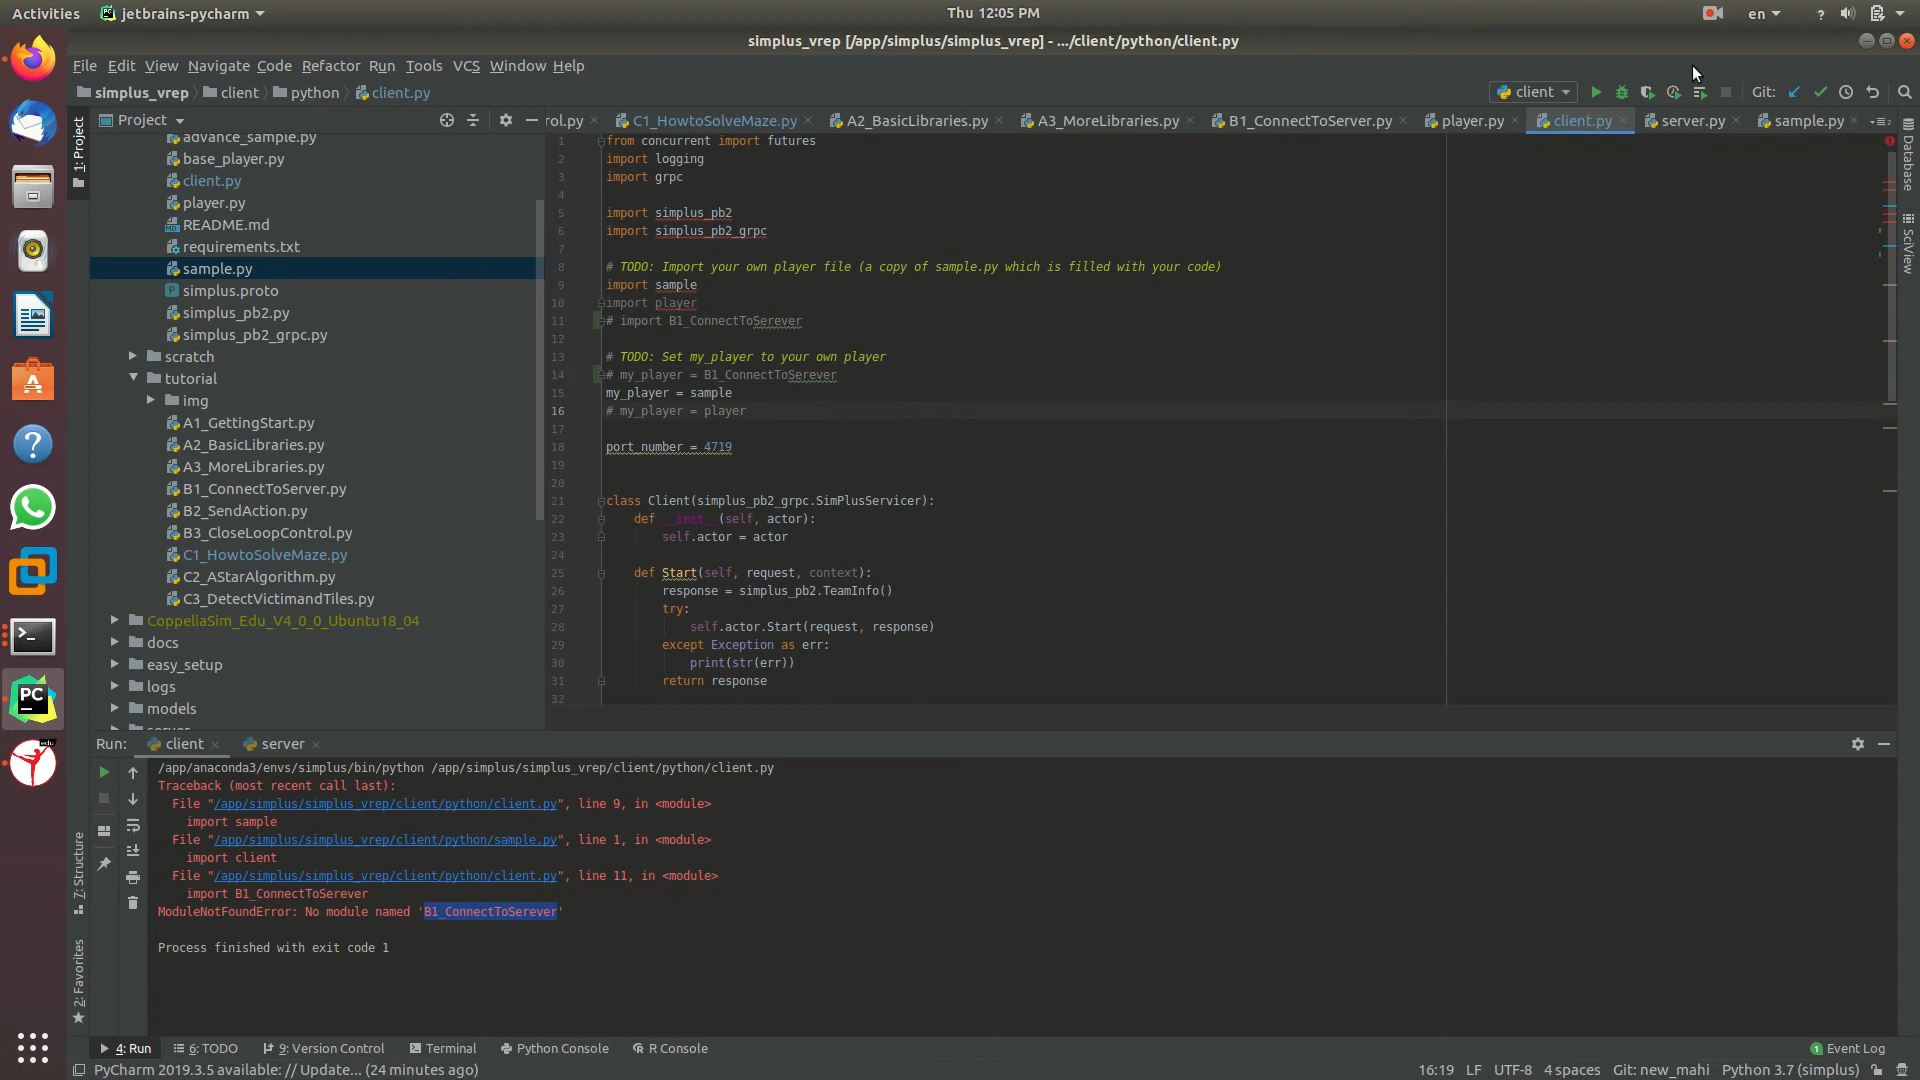 Activities jetbrains-pycharm Thu 12:05 PM en
simplus_vrep [/app/simplus/simplus_vrep] - .../client/python/client.py
File Edit View Navigate Code Refactor Run Tools VCS Window Help
simplus_vrep client python client.py client Git:
Project rol.py C1_HowtoSolveMaze.py A2_BasicLibraries.py A3_MoreLibraries.py B1_ConnectToServer.py player.py client.py server.py sample.py
1: Project
advance_sample.py
base_player.py
client.py
player.py
README.md
requirements.txt
sample.py
simplus.proto
simplus_pb2.py
simplus_pb2_grpc.py
scratch
tutorial
img
A1_GettingStart.py
A2_BasicLibraries.py
A3_MoreLibraries.py
B1_ConnectToServer.py
B2_SendAction.py
B3_CloseLoopControl.py
C1_HowtoSolveMaze.py
C2_AStarAlgorithm.py
C3_DetectVictimandTiles.py
CoppeliaSim_Edu_V4_0_0_Ubuntu18_04
docs
easy_setup
logs
models
1 from concurrent import futures
2 import logging
3 import grpc
4
5 import simplus_pb2
6 import simplus_pb2_grpc
7
8 # TODO: Import your own player file (a copy of sample.py which is filled with your code)
9 import sample
10 import player
11 # import B1_ConnectToSerever
12
13 # TODO: Set my_player to your own player
14 # my_player = B1_ConnectToSerever
15 my_player = sample
16 # my_player = player
17
18 port_number = 4719
19
20
21 class Client(simplus_pb2_grpc.SimPlusServicer):
22 def __init__(self, actor):
23 self.actor = actor
24
25 def Start(self, request, context):
26 response = simplus_pb2.TeamInfo()
27 try:
28 self.actor.Start(request, response)
29 except Exception as err:
30 print(str(err))
31 return response
32
Database
SciView
Run: client server
/app/anaconda3/envs/simplus/bin/python /app/simplus/simplus_vrep/client/python/client.py
Traceback (most recent call last):
File "/app/simplus/simplus_vrep/client/python/client.py", line 9, in <module>
import sample
File "/app/simplus/simplus_vrep/client/python/sample.py", line 1, in <module>
import client
File "/app/simplus/simplus_vrep/client/python/client.py", line 11, in <module>
import B1_ConnectToSerever
ModuleNotFoundError: No module named 'B1_ConnectToSerever'
Process finished with exit code 1
7: Structure
2: Favorites
4: Run 6: TODO 9: Version Control Terminal Python Console R Console 1 Event Log
PyCharm 2019.3.5 available: // Update... (24 minutes ago) 16:19 LF UTF-8 4 spaces Git: new_mahi Python 3.7 (simplus)
PC
edu